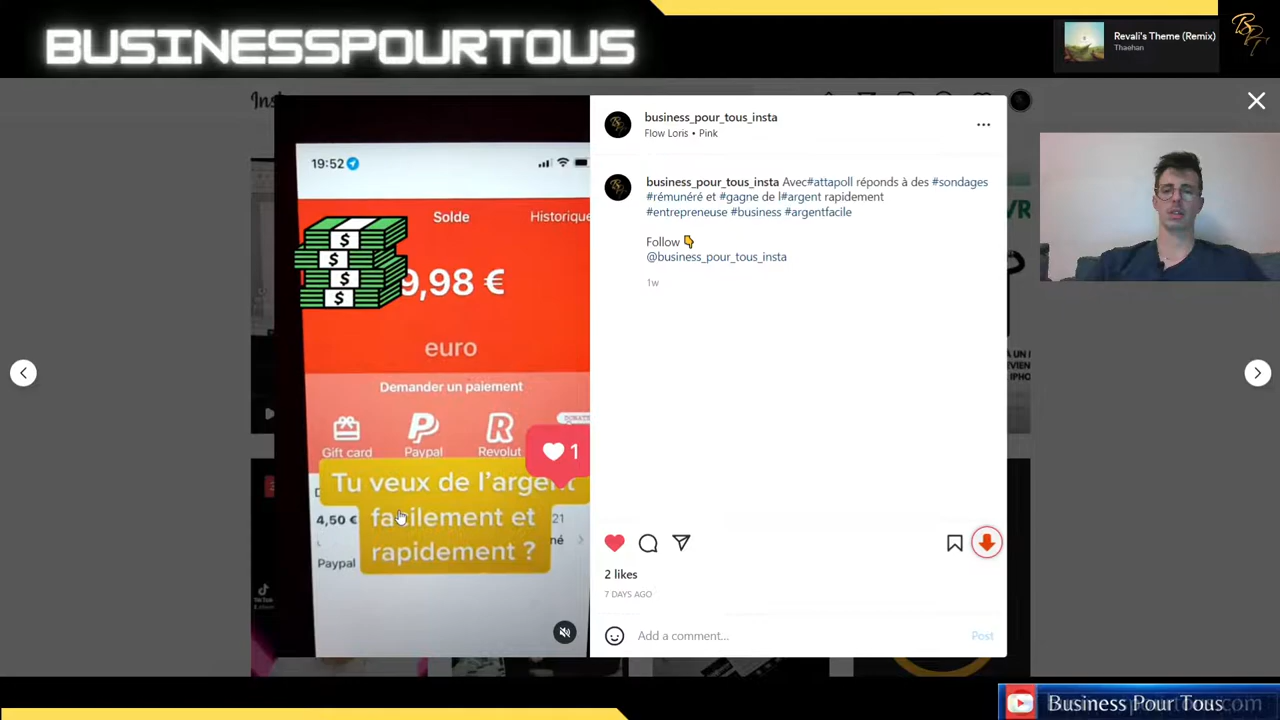 BUSINESSPOURTOUS
Revali's Theme (Remix)
Thaehan
business_pour_tous_insta
Flow Loris • Pink
business_pour_tous_insta Avec#attapoll réponds à des #sondages
#rémunéré et #gagne de l#argent rapidement
#entrepreneuse #business #argentfacile
Follow 👇
@business_pour_tous_insta
1w
19:52
Solde
Historique
9,98 €
euro
Demander un paiement
Gift card
Paypal
Revolut
1
Tu veux de l'argent
facilement et
rapidement ?
4,50 €
21
Paypal
2 likes
7 DAYS AGO
Add a comment...
Post
Business Pour Tous